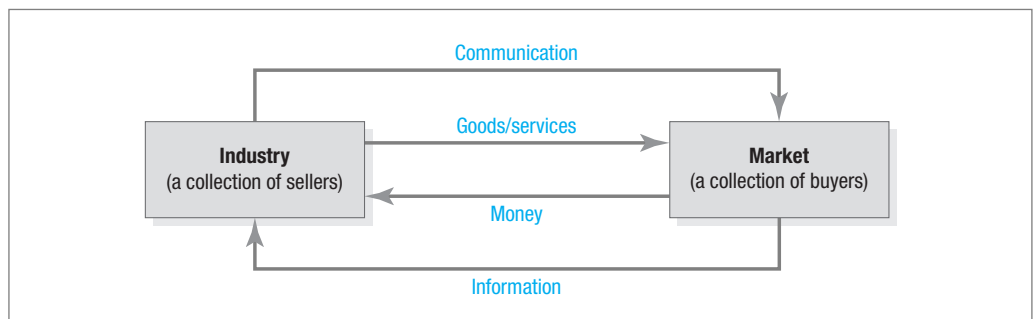 Communication
Goods/services
Industry
(a collection of sellers)
Market
(a collection of buyers)
Money
Information